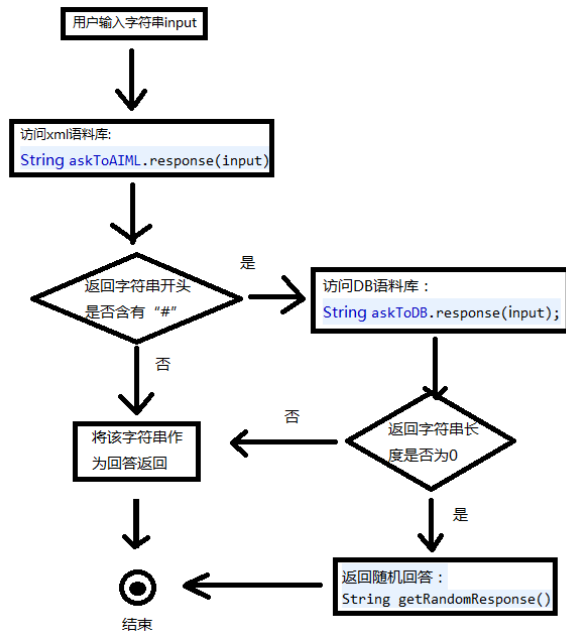 用户输入字符串input
访问xml语料库:
String askToAIML.response(input)
返回字符串开头
是否含有“#”
是
访问DB语料库：
String askToDB.response(input);
否
将该字符串作
为回答返回
否
返回字符串长
度是否为0
是
返回随机回答：
String getRandomResponse()
结束